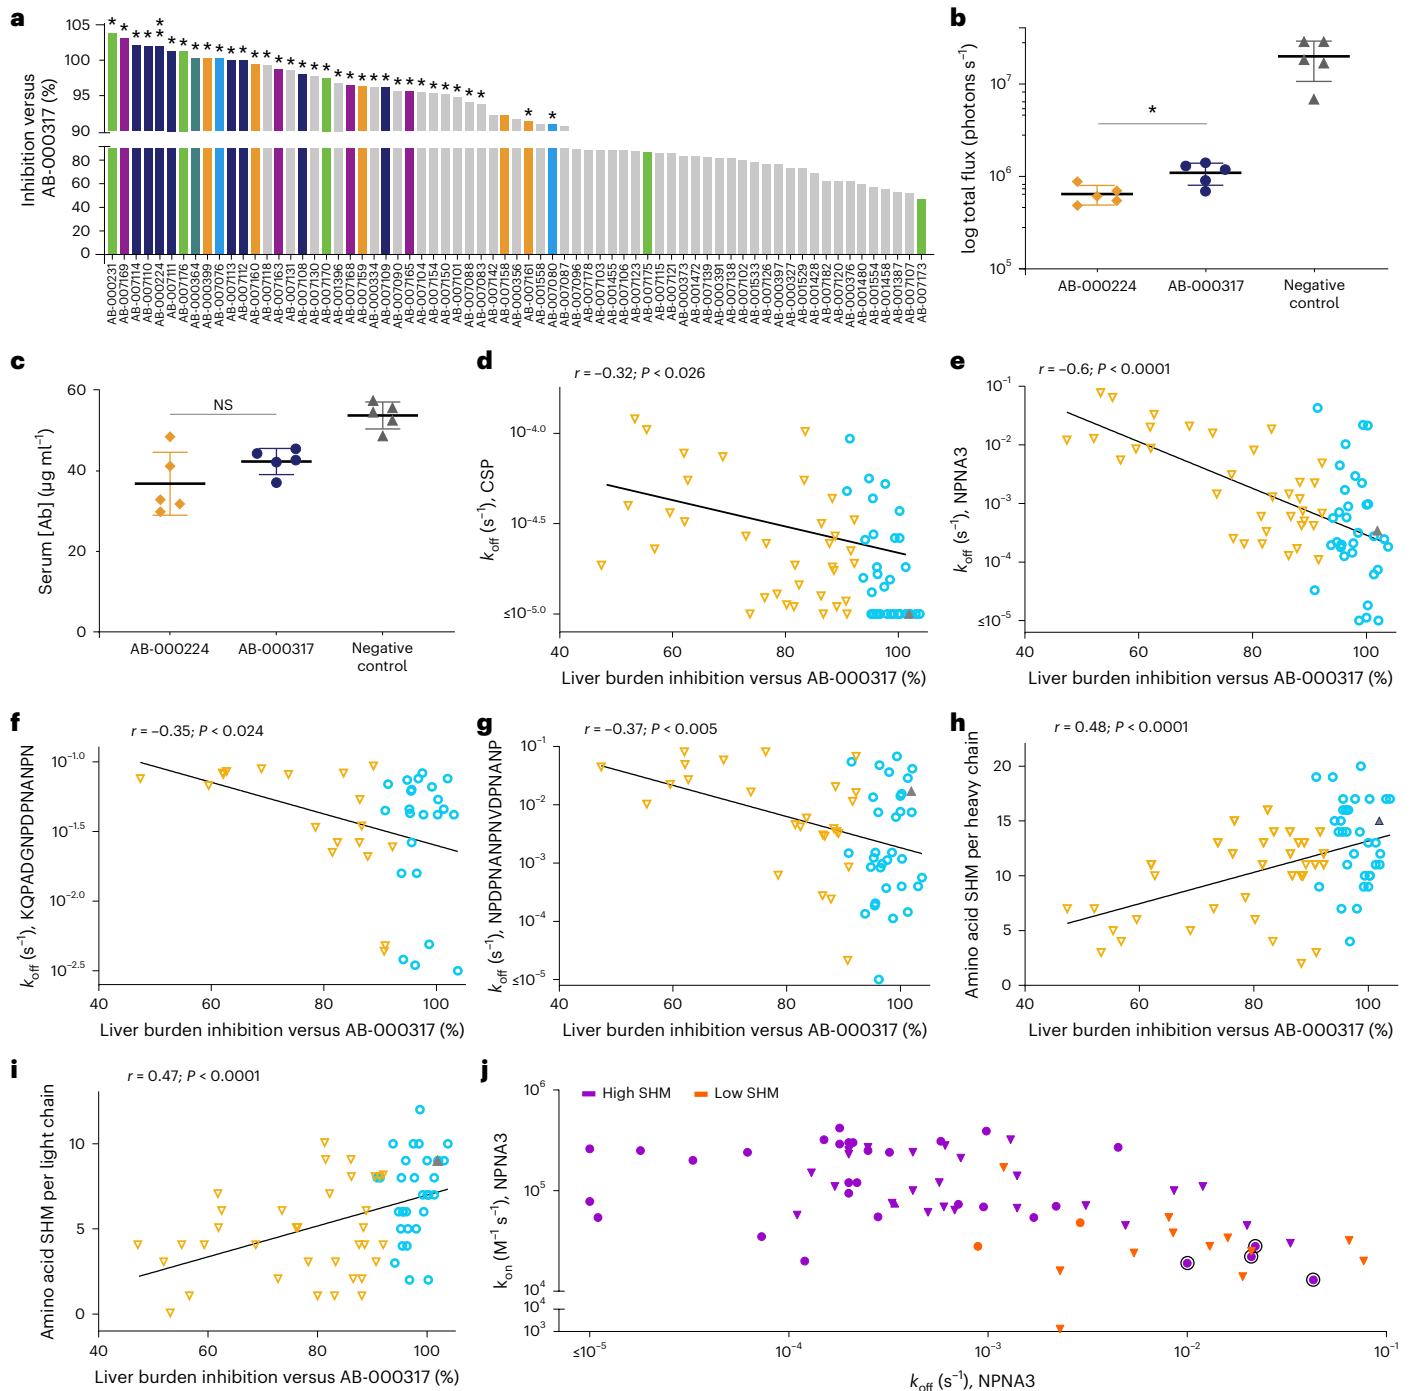 a
Inhibition versus
AB-000317 (%)
105
100
95
90
80
60
40
20
0
* * * * * * * * * * * * * * * * * * * * * * * * * * * * * * * * * *
AB-000231
AB-007169
AB-007114
AB-007110
AB-000224
AB-007111
AB-007176
AB-000364
AB-000399
AB-007076
AB-007113
AB-007112
AB-007160
AB-007118
AB-007163
AB-007131
AB-007108
AB-007130
AB-007170
AB-000396
AB-007168
AB-007159
AB-000334
AB-007109
AB-007090
AB-007165
AB-007104
AB-007154
AB-007150
AB-007101
AB-007088
AB-007083
AB-007142
AB-007158
AB-000356
AB-007161
AB-001558
AB-007080
AB-007087
AB-007096
AB-007178
AB-007103
AB-001455
AB-007106
AB-007123
AB-007175
AB-007115
AB-007121
AB-000373
AB-001472
AB-007139
AB-000391
AB-007138
AB-007102
AB-001533
AB-007126
AB-000397
AB-000327
AB-001529
AB-001428
AB-007182
AB-007120
AB-000376
AB-001480
AB-001554
AB-001458
AB-001387
AB-007107
AB-007173
b
log total flux (photons s⁻¹)
10⁷
10⁶
10⁵
*
AB-000224
AB-000317
Negative
control
c
Serum [Ab] (µg ml⁻¹)
60
40
20
0
NS
AB-000224
AB-000317
Negative
control
d
r = –0.32; P < 0.026
k_off (s⁻¹), CSP
10⁻⁴·⁰
10⁻⁴·⁵
≤10⁻⁵·⁰
60
80
100
Liver burden inhibition versus AB-000317 (%)
e
r = –0.6; P < 0.0001
k_off (s⁻¹), NPNA3
10⁻¹
10⁻²
10⁻³
10⁻⁴
≤10⁻⁵
40
60
80
100
Liver burden inhibition versus AB-000317 (%)
f
r = –0.35; P < 0.024
k_off (s⁻¹), KQPADGNPDPNANPN
10⁻¹·⁰
10⁻¹·⁵
10⁻²·⁰
10⁻²·⁵
40
60
80
100
Liver burden inhibition versus AB-000317 (%)
g
r = –0.37; P < 0.005
k_off (s⁻¹), NPDPNANPNVDPNANP
10⁻¹
10⁻²
10⁻³
10⁻⁴
≤10⁻⁵
40
60
80
100
Liver burden inhibition versus AB-000317 (%)
h
r = 0.48; P < 0.0001
Amino acid SHM per heavy chain
20
15
10
5
0
40
60
80
100
Liver burden inhibition versus AB-000317 (%)
i
r = 0.47; P < 0.0001
Amino acid SHM per light chain
10
5
0
40
60
80
100
Liver burden inhibition versus AB-000317 (%)
j
High SHM
Low SHM
k_on (M⁻¹ s⁻¹), NPNA3
10⁶
10⁵
10⁴
10⁴
10³
≤10⁻⁵
10⁻⁴
10⁻³
10⁻²
10⁻¹
k_off (s⁻¹), NPNA3